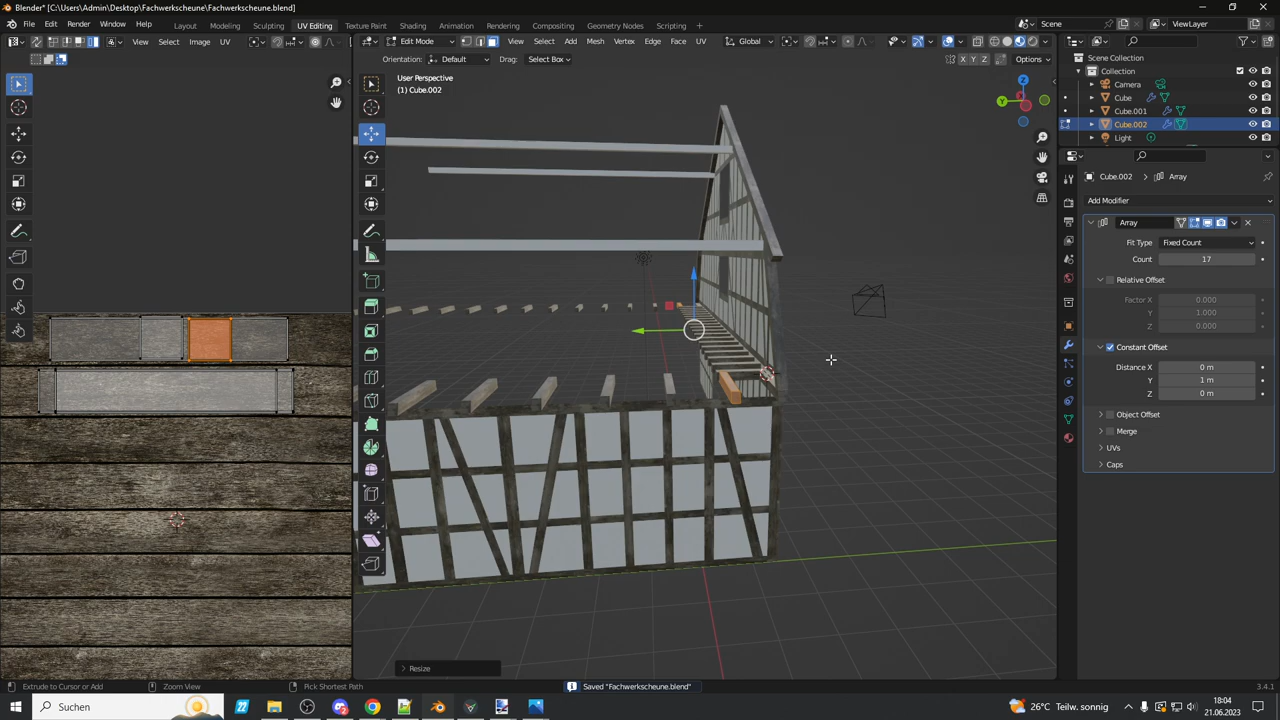 Blender* [C:\Users\Admin\Desktop\Fachwerkscheune\Fachwerkscheune.blend]
File Edit Render Window Help Layout Modeling Sculpting UV Editing Texture Paint Shading Animation Rendering Compositing Geometry Nodes Scripting + Scene ViewLayer
View Select Image UV Edit Mode View Select Add Mesh Vertex Edge Face UV Global
Orientation: Default Drag: Select Box X Y Z Options
User Perspective
(1) Cube.002
Z
Y
Scene Collection
Collection
Camera
Cube
Cube.001
Cube.002
Light
Cube.002 > Array
Add Modifier
Array
Fit Type Fixed Count
Count 17
Relative Offset
Factor X 0.000
Y 1.000
Z 0.000
Constant Offset
Distance X 0 m
Y 1 m
Z 0 m
Object Offset
Merge
UVs
Caps
Resize
Extrude to Cursor or Add Zoom View Pick Shortest Path Saved "Fachwerkscheune.blend" 3.4.1
Suchen 26°C Teilw. sonnig 18:04
21.06.2023